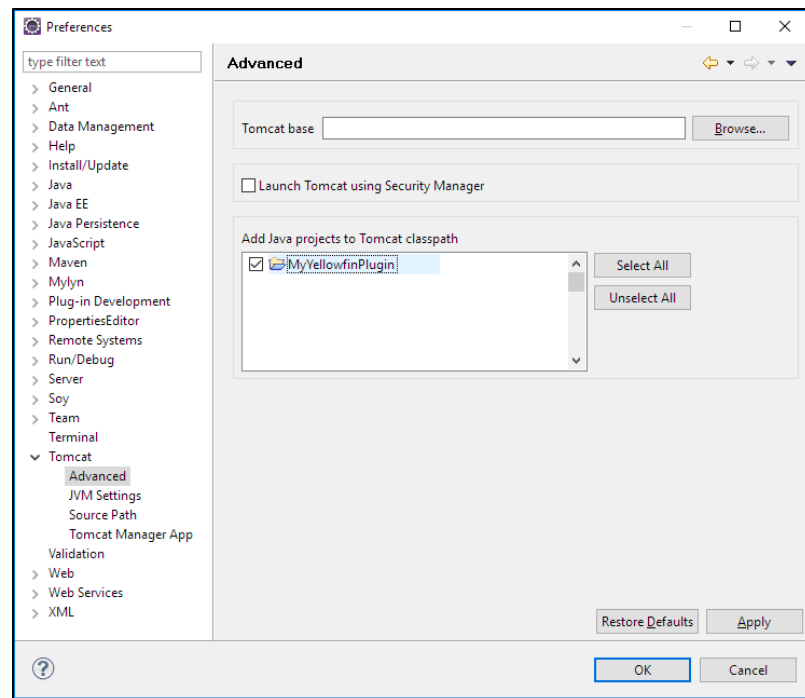 Preferences
type filter text
General
Ant
Data Management
Help
Install/Update
Java
Java EE
Java Persistence
JavaScript
Maven
Mylyn
Plug-in Development
PropertiesEditor
Remote Systems
Run/Debug
Server
Soy
Team
Terminal
Tomcat
Advanced
JVM Settings
Source Path
Tomcat Manager App
Validation
Web
Web Services
XML
Advanced
Tomcat base
Browse...
Launch Tomcat using Security Manager
Add Java projects to Tomcat classpath
MyYellowfinPlugin
Select All
Unselect All
Restore Defaults
Apply
OK
Cancel